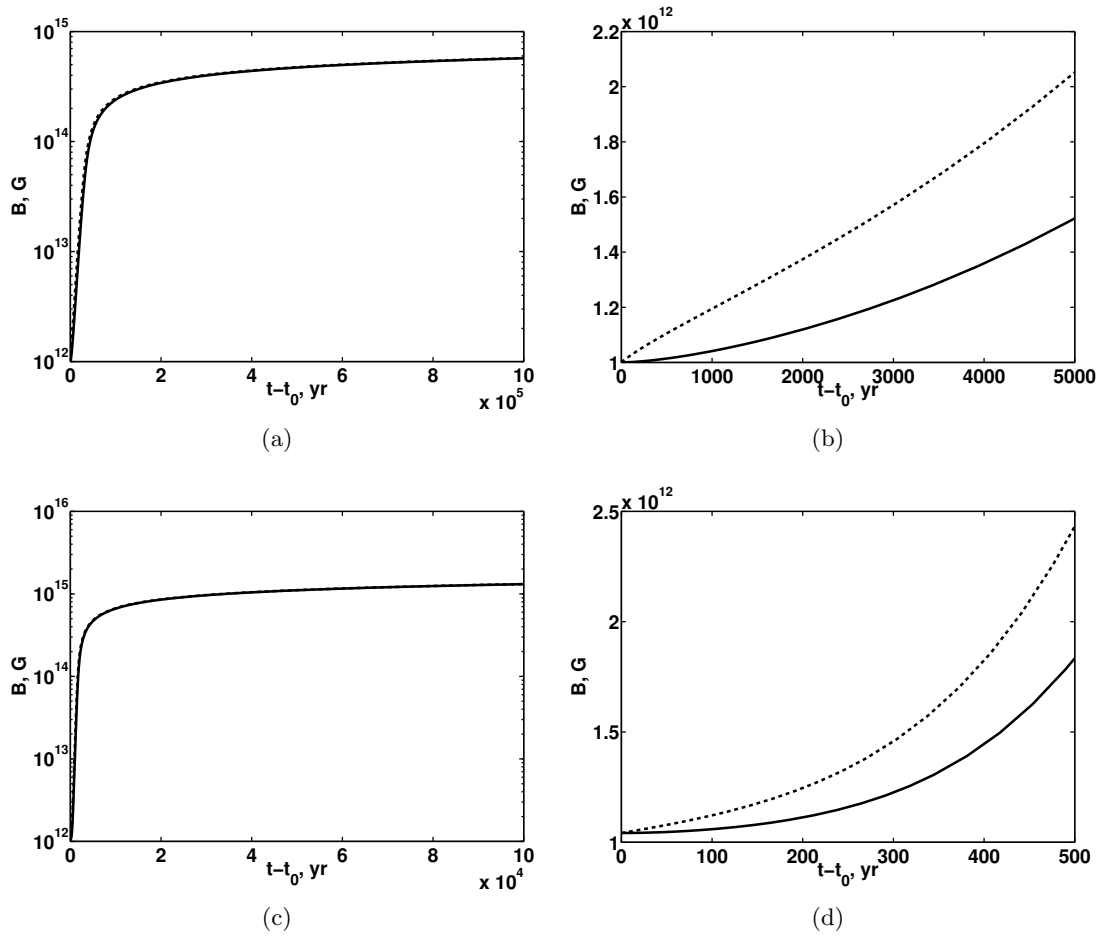 10^15
10^14
10^13
10^12
B, G
0 2 4 6 8 10
t−t_0, yr
x 10^5
(a)
x 10^12
2.2
2
1.8
1.6
1.4
1.2
1
B, G
0 1000 2000 3000 4000 5000
t−t_0, yr
(b)
10^16
10^15
10^14
10^13
10^12
B, G
0 2 4 6 8 10
t−t_0, yr
x 10^4
(c)
x 10^12
2.5
2
1.5
1
B, G
0 100 200 300 400 500
t−t_0, yr
(d)